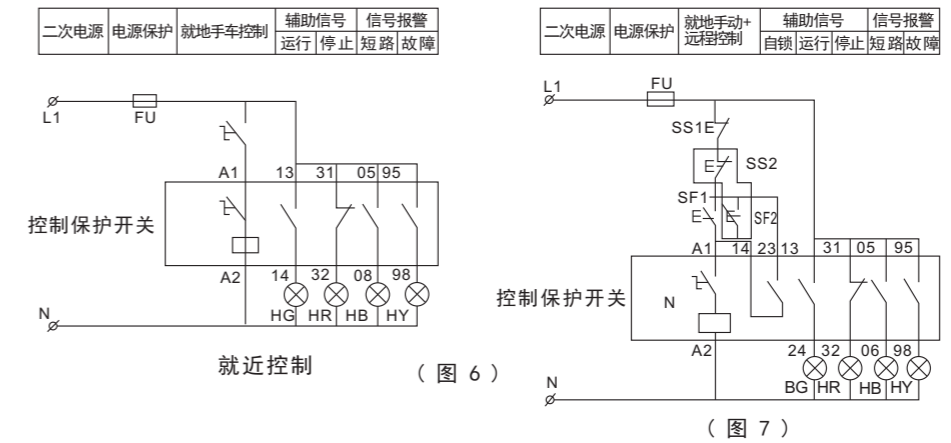 二次电源 电源保护 就地手车控制 辅助信号 信号报警
运行 停止 短路 故障
L1
FU
A1 13 31 05 95
控制保护开关
A2 14 32 08 98
HG HR HB HY
N
就近控制
(图 6)
二次电源 电源保护 就地手动+远程控制 辅助信号 信号报警
自锁 运行 停止 短路 故障
L1
FU
SS1E
E SS2
SF1
E E SF2
A1 14 23 13 31 05 95
控制保护开关
N
A2 24 32 06 98
BG HR HB HY
N
(图 7)